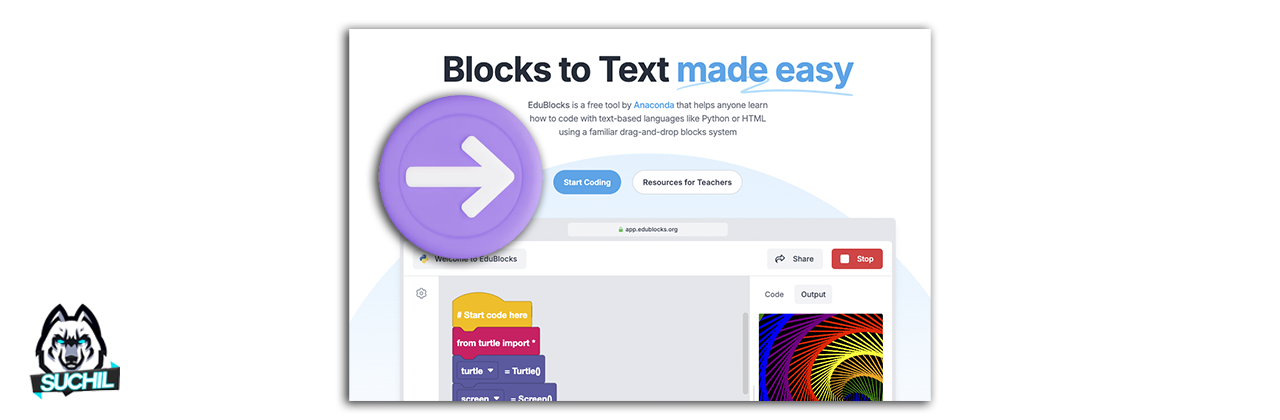 Blocks to Text made easy
EduBlocks is a free tool by Anaconda that helps anyone learn
how to code with text-based languages like Python or HTML
using a familiar drag-and-drop blocks system
Start Coding
Resources for Teachers
app.edublocks.org
Welcome to EduBlocks
Share
Stop
Code
Output
# Start code here
from turtle import *
turtle = Turtle()
screen = Screen()
SUCHIL